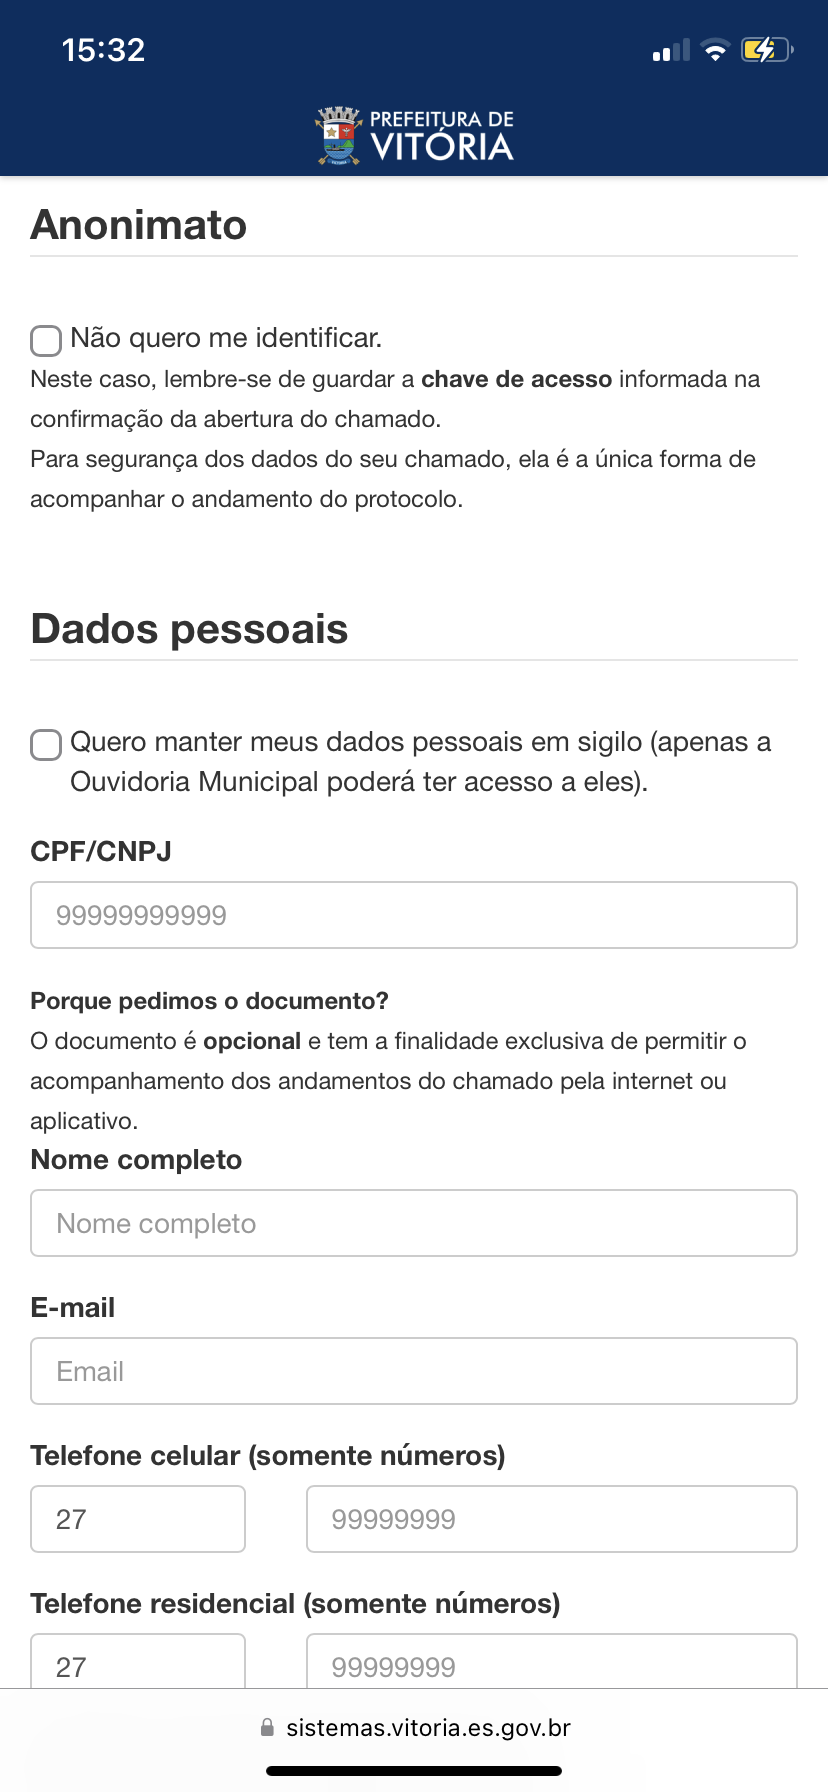 15:32
PREFEITURA DE
VITÓRIA
Anonimato
Não quero me identificar.
Neste caso, lembre-se de guardar a chave de acesso informada na
confirmação da abertura do chamado.
Para segurança dos dados do seu chamado, ela é a única forma de
acompanhar o andamento do protocolo.
Dados pessoais
Quero manter meus dados pessoais em sigilo (apenas a
Ouvidoria Municipal poderá ter acesso a eles).
CPF/CNPJ
99999999999
Porque pedimos o documento?
O documento é opcional e tem a finalidade exclusiva de permitir o
acompanhamento dos andamentos do chamado pela internet ou
aplicativo.
Nome completo
Nome completo
E-mail
Email
Telefone celular (somente números)
27 99999999
Telefone residencial (somente números)
27 99999999
sistemas.vitoria.es.gov.br